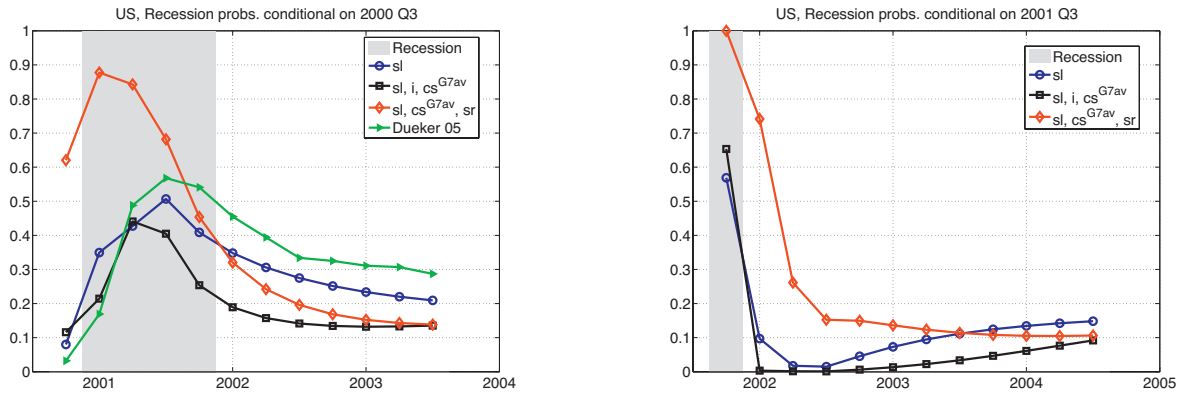 US, Recession probs. conditional on 2000 Q3
1
0.9
0.8
0.7
0.6
0.5
0.4
0.3
0.2
0.1
0
2001
2002
2003
2004
Recession
sl
sl, i, cs^G7av
sl, cs^G7av, sr
Dueker 05
US, Recession probs. conditional on 2001 Q3
1
0.9
0.8
0.7
0.6
0.5
0.4
0.3
0.2
0.1
0
2002
2003
2004
2005
Recession
sl
sl, i, cs^G7av
sl, cs^G7av, sr